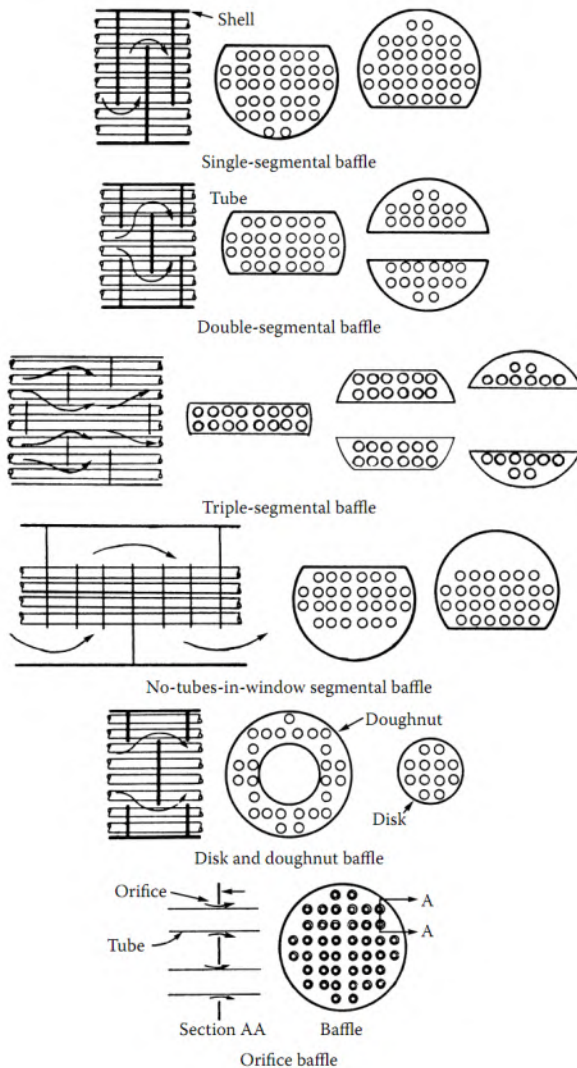 Shell
Single-segmental baffle
Tube
Double-segmental baffle
Triple-segmental baffle
No-tubes-in-window segmental baffle
Doughnut
Disk
Disk and doughnut baffle
Orifice
A
Tube
A
Section AA
Baffle
Orifice baffle